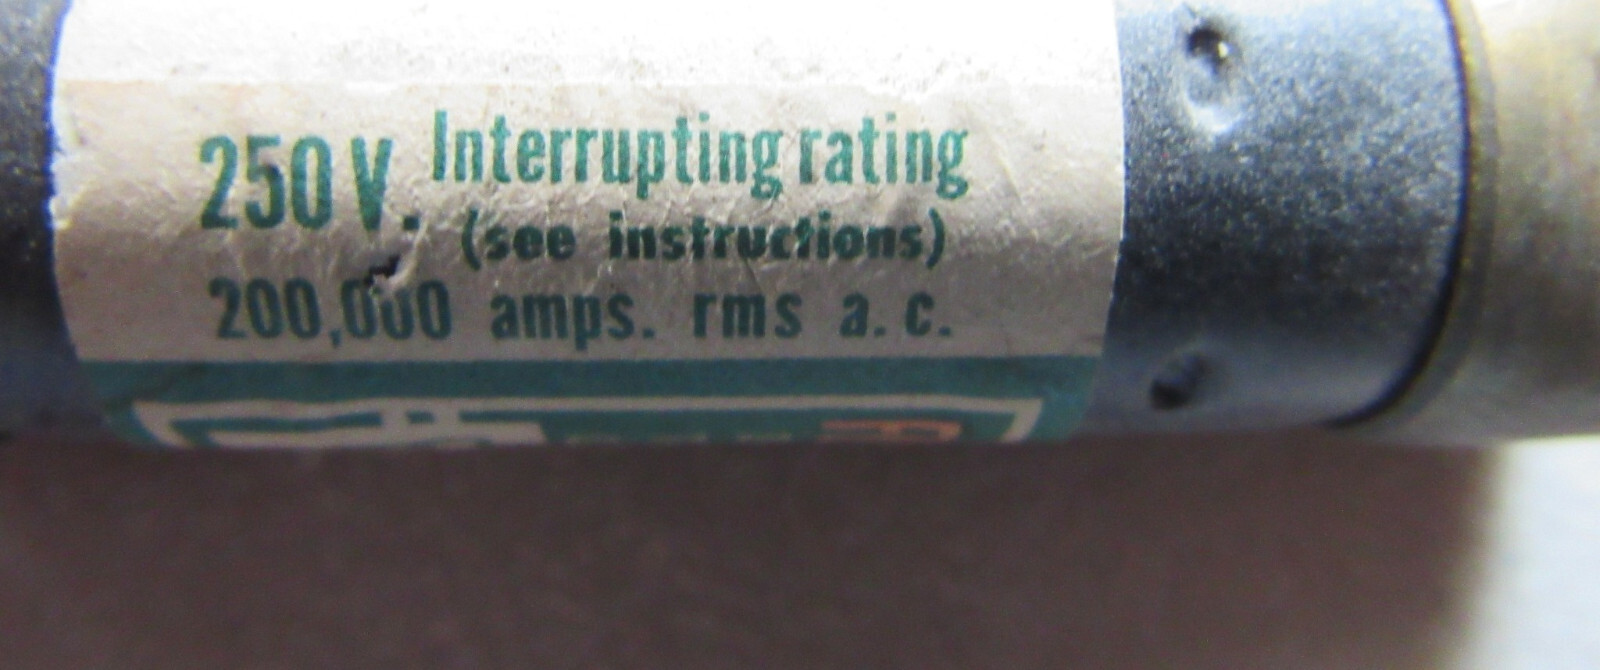 250 V. Interrupting rating
(see instructions)
200,000 amps. rms a.c.